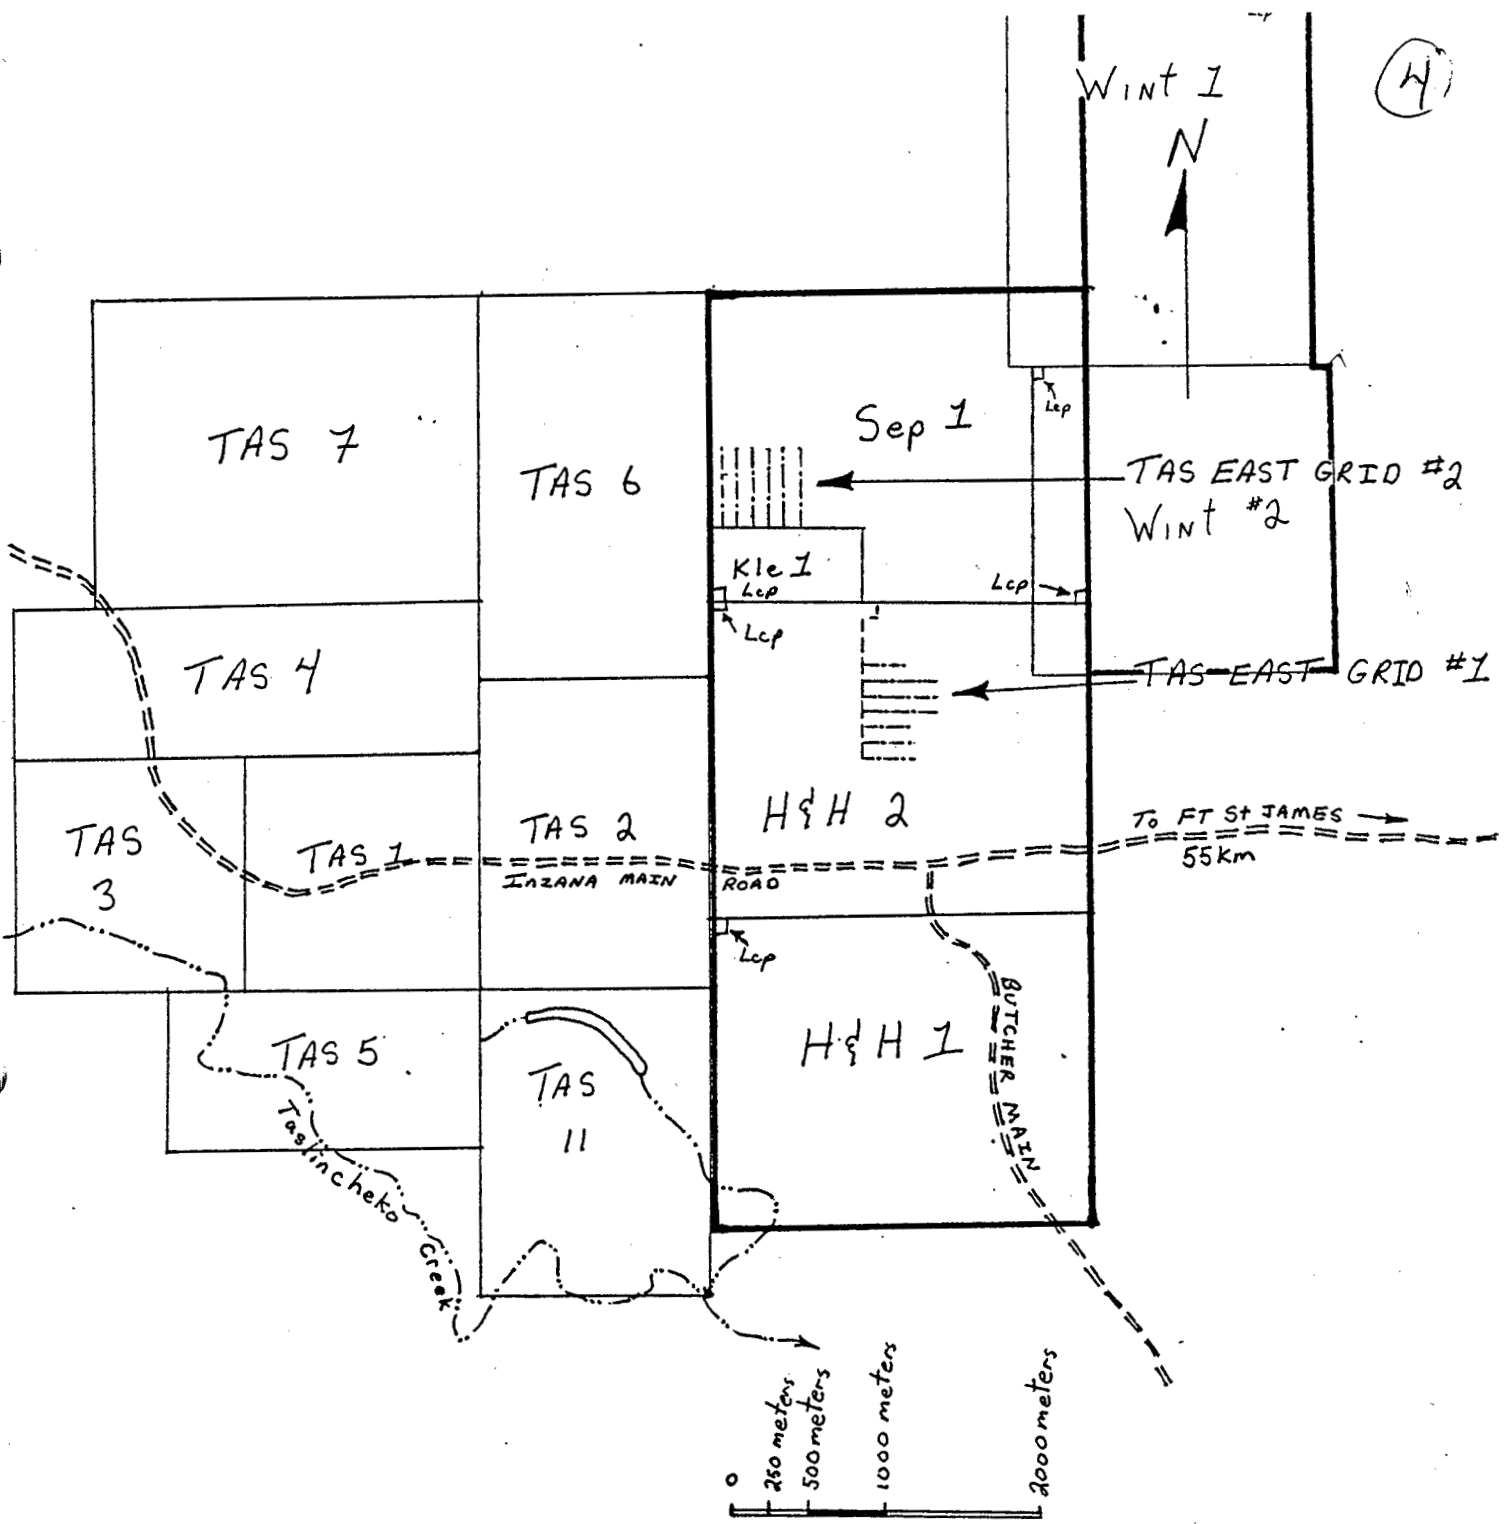 Lcp
4
WINt 1
N
Lcp
Sep 1
TAS 7
TAS 6
TAS EAST GRID #2
WINt #2
Kle 1
Lcp
Lcp
Lcp
TAS 4
TAS EAST GRID #1
H & H 2
TAS 2
TAS
3
TAS 1
To FT St JAMES
55km
INZANA MAIN ROAD
Lcp
BUTCHER MAIN
H & H 1
TAS 5
TAS
11
Taslincheko Creek
0
250 meters
500 meters
1000 meters
2000 meters